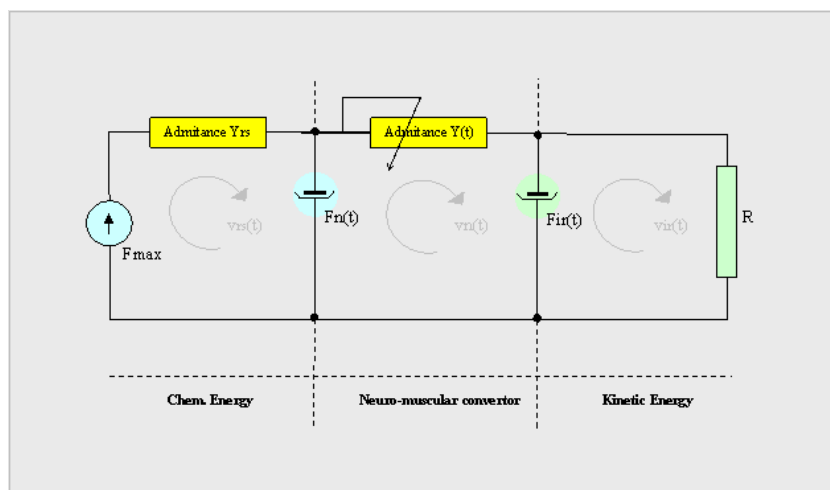 Admitance Yrs
Admitance Y(t)
Fmax
vrs(t)
Fn(t)
vn(t)
Fir(t)
vir(t)
R
Chem. Energy
Neuro-muscular convertor
Kinetic Energy